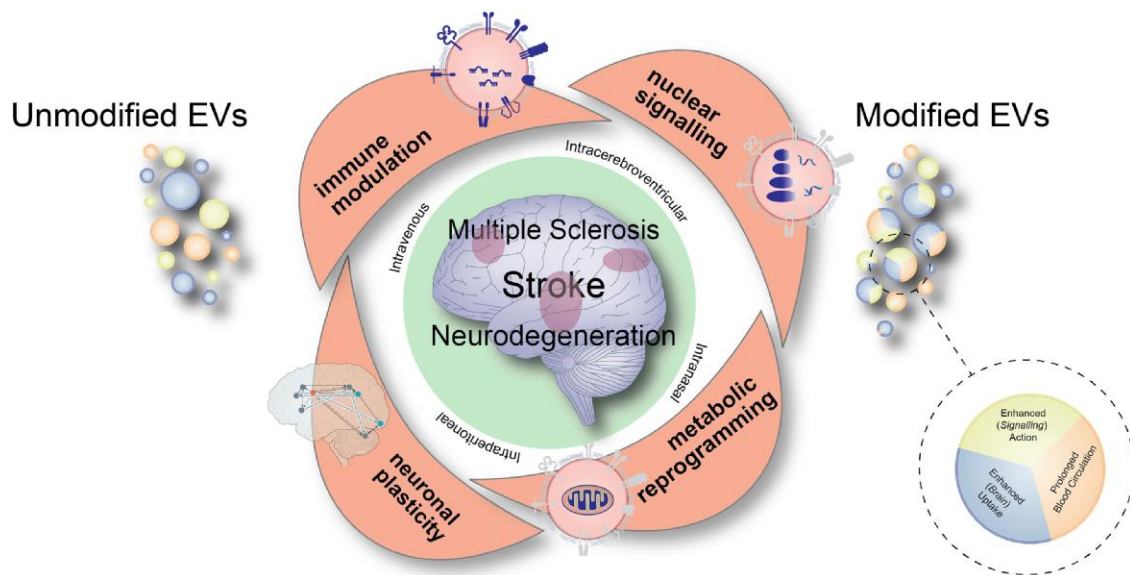 Unmodified EVs
immune
modulation
nuclear
signalling
Modified EVs
Intravenous
Intracerebroventricular
Multiple Sclerosis
Stroke
Neurodegeneration
Intraperitoneal
Intranasal
neuronal
plasticity
metabolic
reprogramming
Enhanced
(Signalling)
Action
Enhanced
(Brain)
Uptake
Prolonged
Blood Circulation